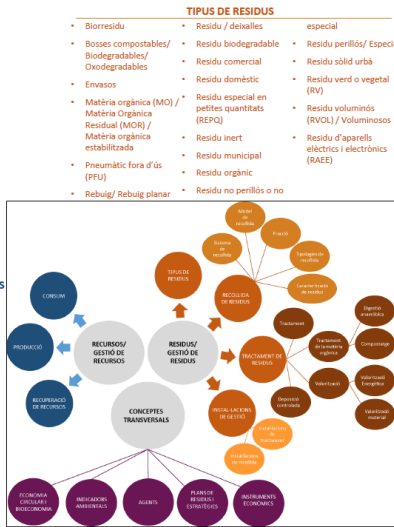 TIPUS DE RESIDUS
• Biorresidu
• Bosses compostables/
Biodegradables/
Oxodegradables
• Envasos
• Matèria orgànica (MO) /
Matèria Orgànica
Residual (MOR) /
Matèria orgànica
estabilitzada
• Pneumàtic fora d'ús
(PFU)
• Rebuig/ Rebuig planar
• Residu / deixalles
• Residu biodegradable
• Residu comercial
• Residu domèstic
• Residu especial en
petites quantitats
(REPQ)
• Residu inert
• Residu municipal
• Residu orgànic
• Residu no perillós o no
especial
• Residu perillós/ Especia
• Residu sòlid urbà
• Residu verd o vegetal
(RV)
• Residu voluminós
(RVOL) / Voluminosos
• Residu d'aparells
elèctrics i electrònics
(RAEE)
S
CONSUM
PRODUCCIÓ
RECUPERACIÓ
DE RECURSOS
RECURSOS/
GESTIÓ DE
RECURSOS
RESIDUS/
GESTIÓ DE
RESIDUS
CONCEPTES
TRANSVERSALS
TIPUS DE
RESIDUS
RECOLLIDA
DE RESIDUS
Model
de
recollida
Sistema
de
recollida
Fracció
Tipologies
de recollida
Caracterització
de residus
TRACTAMENT DE
RESIDUS
Tractament
Tractament
de la matèria
orgànica
Digestió
anaeròbica
Compostatge
Valorització
Valorització
Energètica
Valorització
material
Deposició
controlada
INSTAL·LACIONS
DE GESTIÓ
Instal·lacions
de
tractament
Instal·lacions
de recollida
ECONOMIA
CIRCULAR I
BIOECONOMIA
INDICADORS
AMBIENTALS
AGENTS
PLANS DE
RESIDUS I
ESTRATÈGIES
INSTRUMENTS
ECONÒMICS